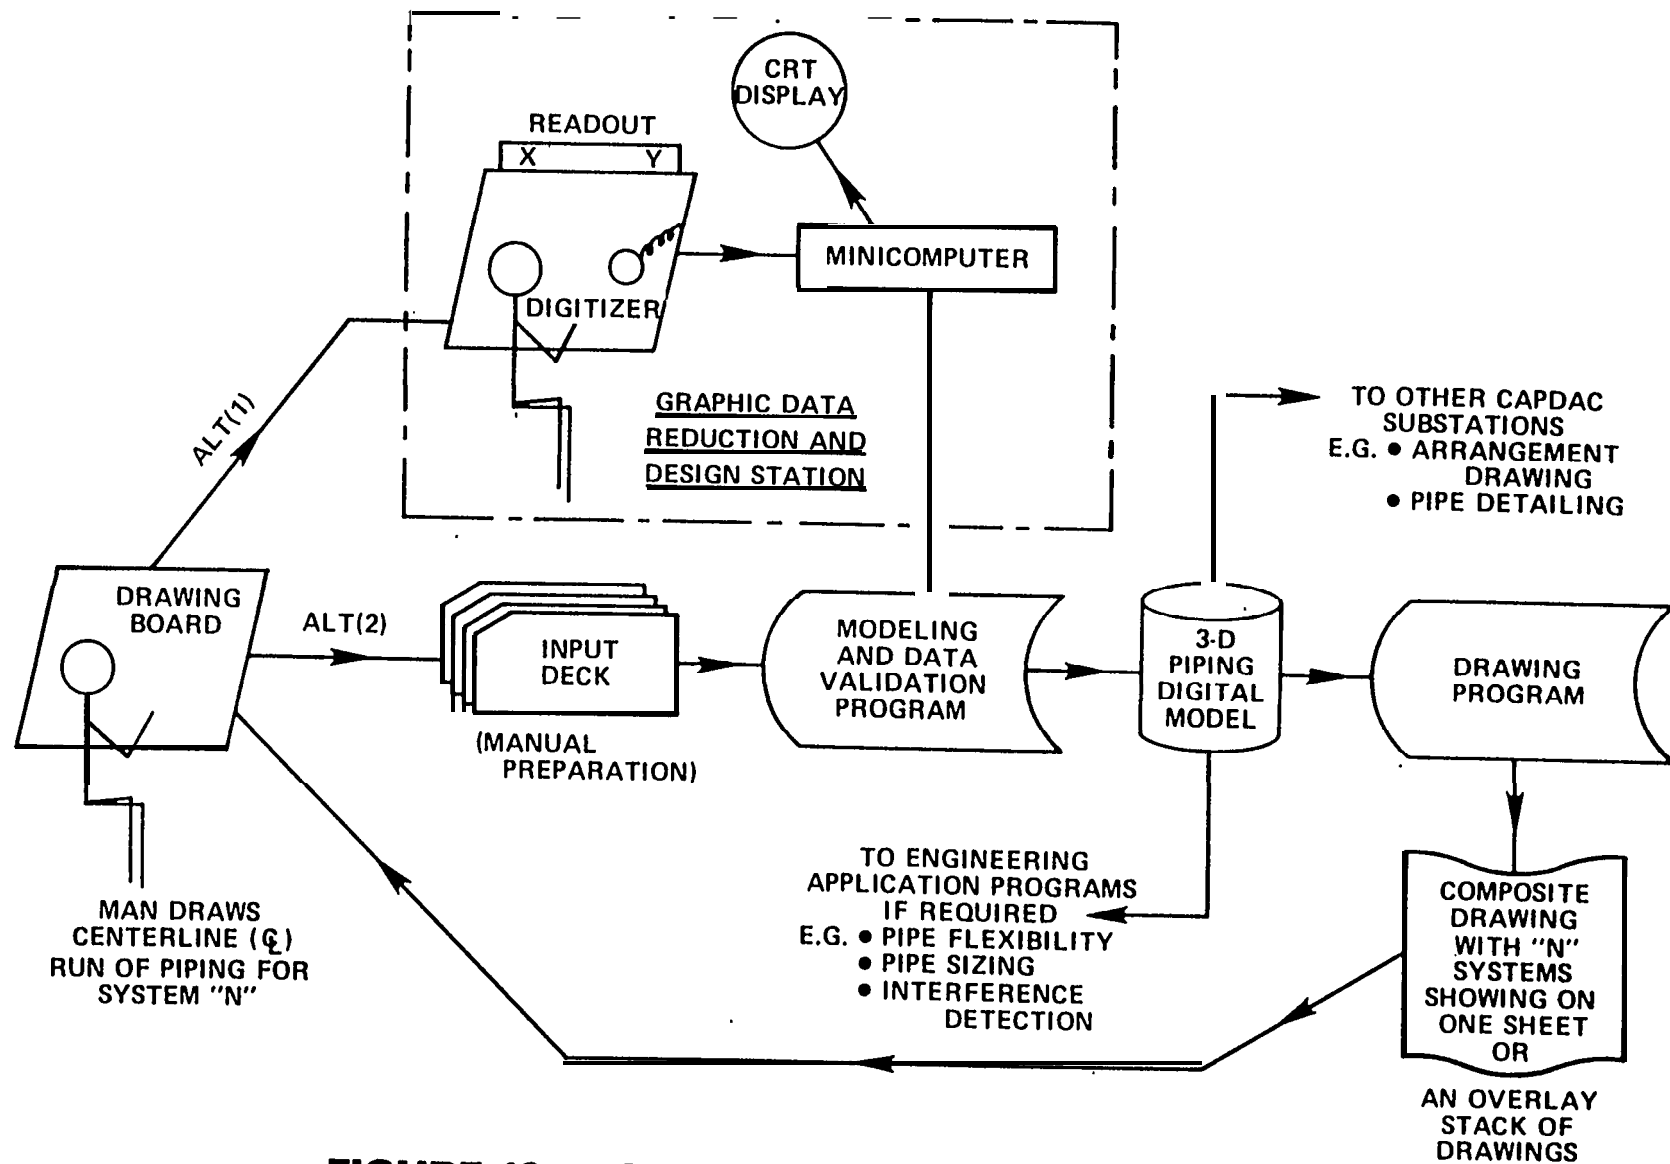 CRT
DISPLAY
READOUT
X Y
DIGITIZER
MINICOMPUTER
GRAPHIC DATA
REDUCTION AND
DESIGN STATION
ALT(1)
TO OTHER CAPDAC
SUBSTATIONS
E.G. ● ARRANGEMENT
DRAWING
● PIPE DETAILING
DRAWING
BOARD
ALT(2)
INPUT
DECK
(MANUAL
PREPARATION)
MODELING
AND DATA
VALIDATION
PROGRAM
3-D
PIPING
DIGITAL
MODEL
DRAWING
PROGRAM
MAN DRAWS
CENTERLINE (℄)
RUN OF PIPING FOR
SYSTEM "N"
TO ENGINEERING
APPLICATION PROGRAMS
IF REQUIRED
E.G. ● PIPE FLEXIBILITY
● PIPE SIZING
● INTERFERENCE
DETECTION
COMPOSITE
DRAWING
WITH "N"
SYSTEMS
SHOWING ON
ONE SHEET
OR
AN OVERLAY
STACK OF
DRAWINGS